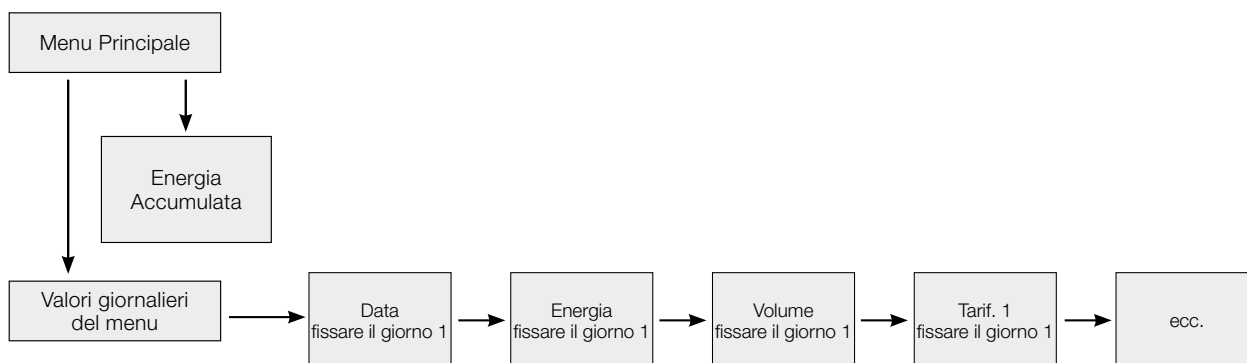 Menu Principale
Energia
Accumulata
Valori giornalieri
del menu
Data
fissare il giorno 1
Energia
fissare il giorno 1
Volume
fissare il giorno 1
Tarif. 1
fissare il giorno 1
ecc.